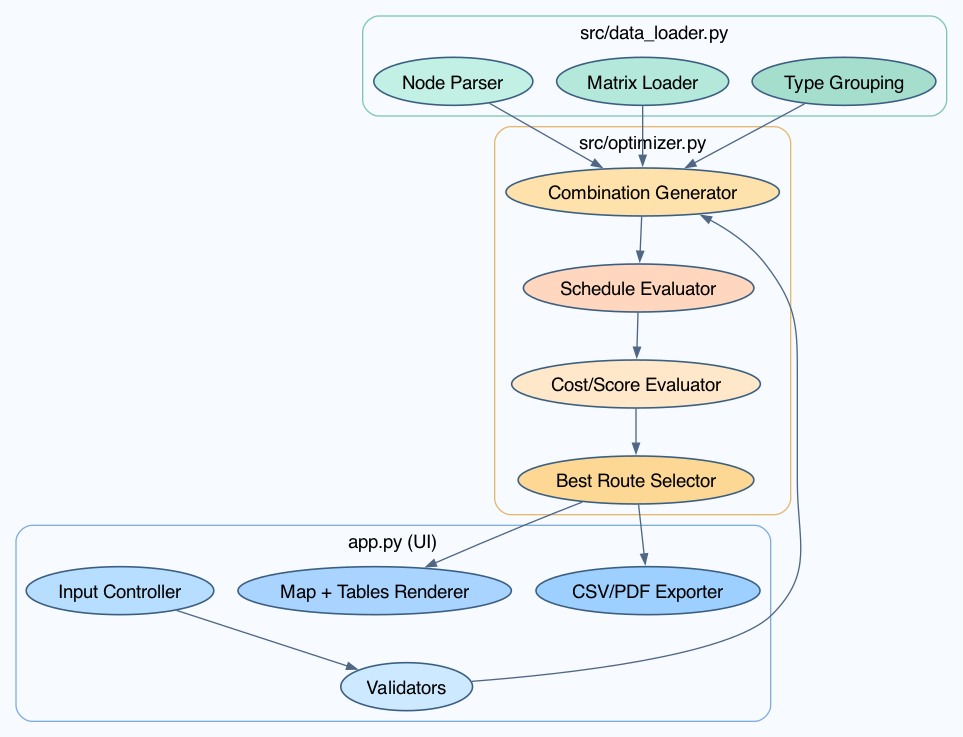 src/data_loader.py
Node Parser
Matrix Loader
Type Grouping
src/optimizer.py
Combination Generator
Schedule Evaluator
Cost/Score Evaluator
Best Route Selector
app.py (UI)
Input Controller
Map + Tables Renderer
CSV/PDF Exporter
Validators